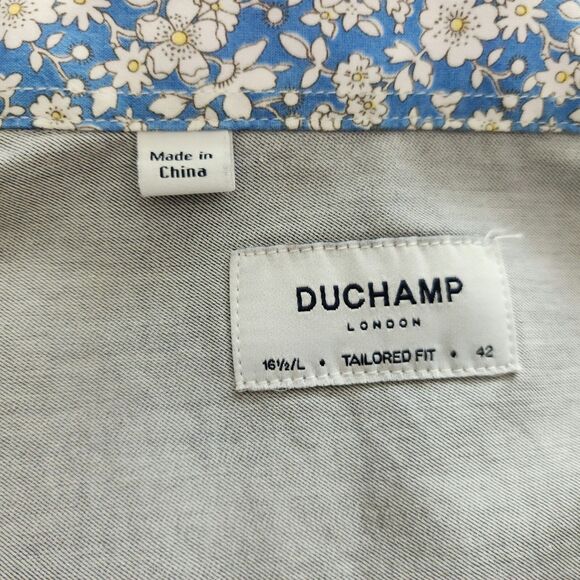 Made in
China
DUCHAMP
LONDON
16½/L • TAILORED FIT • 42